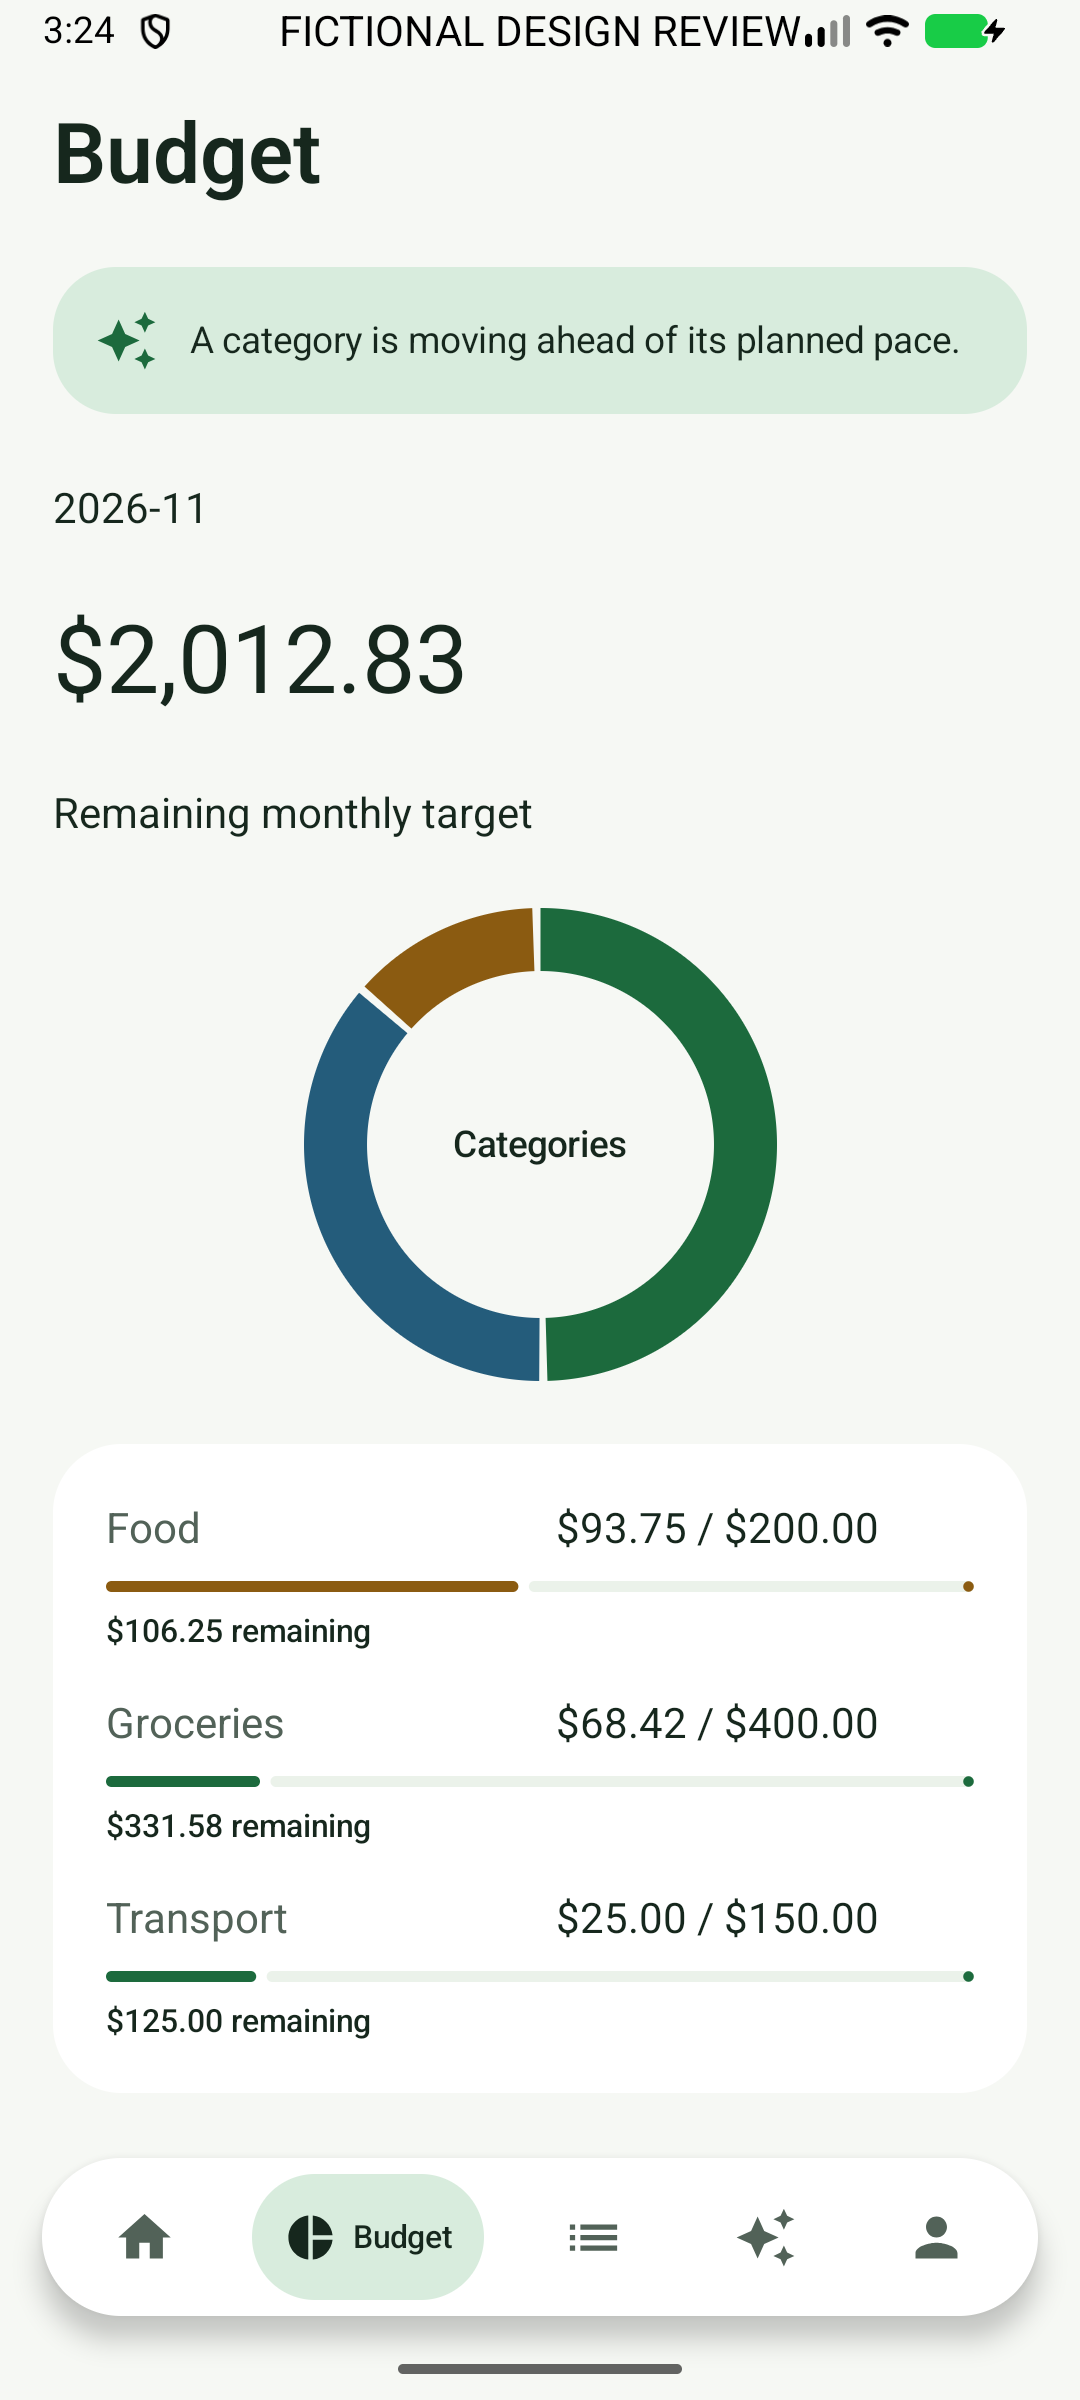 3:24 FICTIONAL DESIGN REVIEW
Budget
A category is moving ahead of its planned pace.
2026-11
$2,012.83
Remaining monthly target
Categories
Food $93.75 / $200.00
$106.25 remaining
Groceries $68.42 / $400.00
$331.58 remaining
Transport $25.00 / $150.00
$125.00 remaining
Budget